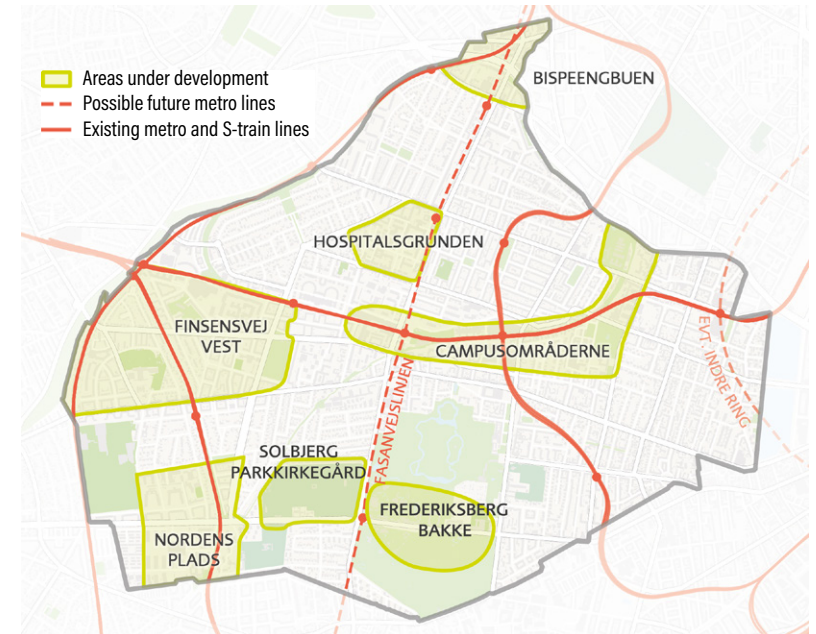 Areas under development
Possible future metro lines
Existing metro and S-train lines
BISPEENGBUEN
HOSPITALSGRUNDEN
FINSENSVEJ
VEST
CAMPUSOMRÅDERNE
EVT. INDRE RING
FASANVEJSLINJEN
SOLBJERG
PARKKIRKEGÅRD
FREDERIKSBERG
BAKKE
NORDENS
PLADS